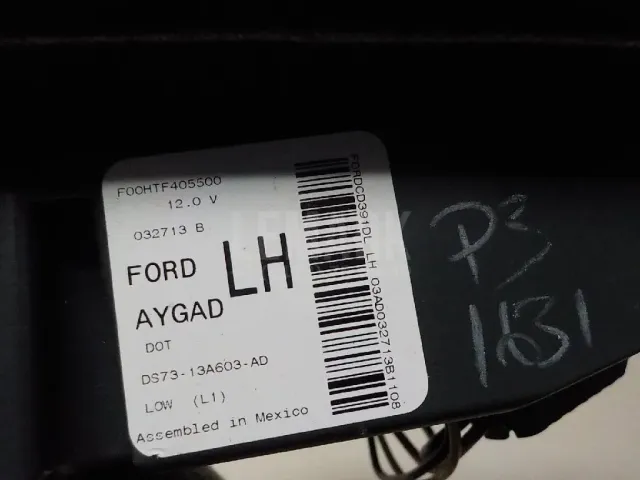 F00HTF405500
12.0 V
032713 B
FORD
LH
AYGAD
DOT
DS73-13A603-AD
LOW (L1)
Assembled in Mexico
FORDCD391DL LH 03AD032713B1108
P3
1631